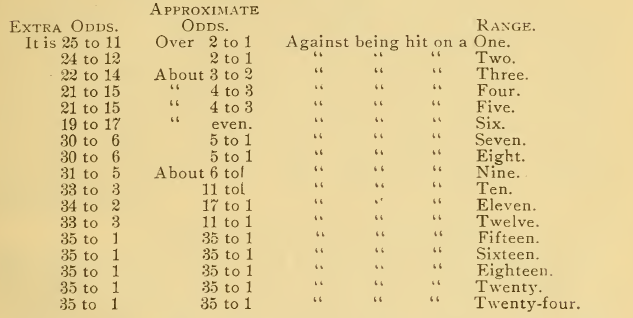 APPROXIMATE
EXTRA ODDS. ODDS. RANGE.
It is 25 to 11 Over 2 to 1 Against being hit on a One.
24 to 12 2 to 1 “ “ “ Two.
22 to 14 About 3 to 2 “ “ “ Three.
21 to 15 “ 4 to 3 “ “ “ Four.
21 to 15 “ 4 to 3 “ “ “ Five.
19 to 17 “ even. “ “ “ Six.
30 to 6 5 to 1 “ “ “ Seven.
30 to 6 5 to 1 “ “ “ Eight.
31 to 5 About 6 to1 “ “ “ Nine.
33 to 3 11 to1 “ “ “ Ten.
34 to 2 17 to 1 “ “ “ Eleven.
33 to 3 11 to 1 “ “ “ Twelve.
35 to 1 35 to 1 “ “ “ Fifteen.
35 to 1 35 to 1 “ “ “ Sixteen.
35 to 1 35 to 1 “ “ “ Eighteen.
35 to 1 35 to 1 “ “ “ Twenty.
35 to 1 35 to 1 “ “ “ Twenty-four.